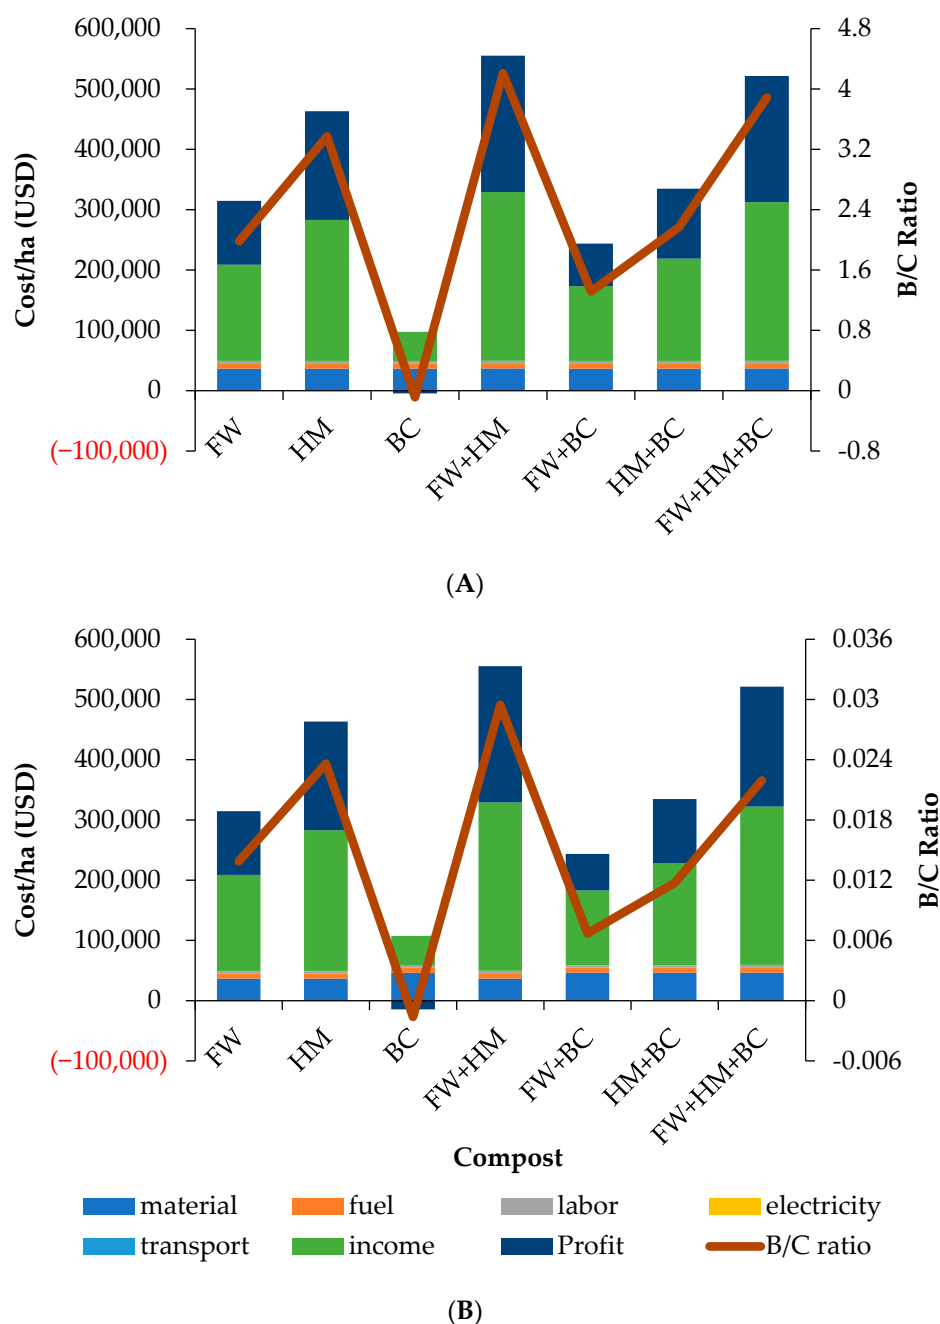 600,000
500,000
400,000
300,000
200,000
100,000
0
(−100,000)
Cost/ha (USD)
4.8
4
3.2
2.4
1.6
0.8
0
-0.8
B/C Ratio
FW
HM
BC
FW+HM
FW+BC
HM+BC
FW+HM+BC
(A)
600,000
500,000
400,000
300,000
200,000
100,000
0
(−100,000)
Cost/ha (USD)
0.036
0.03
0.024
0.018
0.012
0.006
0
-0.006
B/C Ratio
FW
HM
BC
FW+HM
FW+BC
HM+BC
FW+HM+BC
Compost
material fuel labor electricity
transport income Profit B/C ratio
(B)